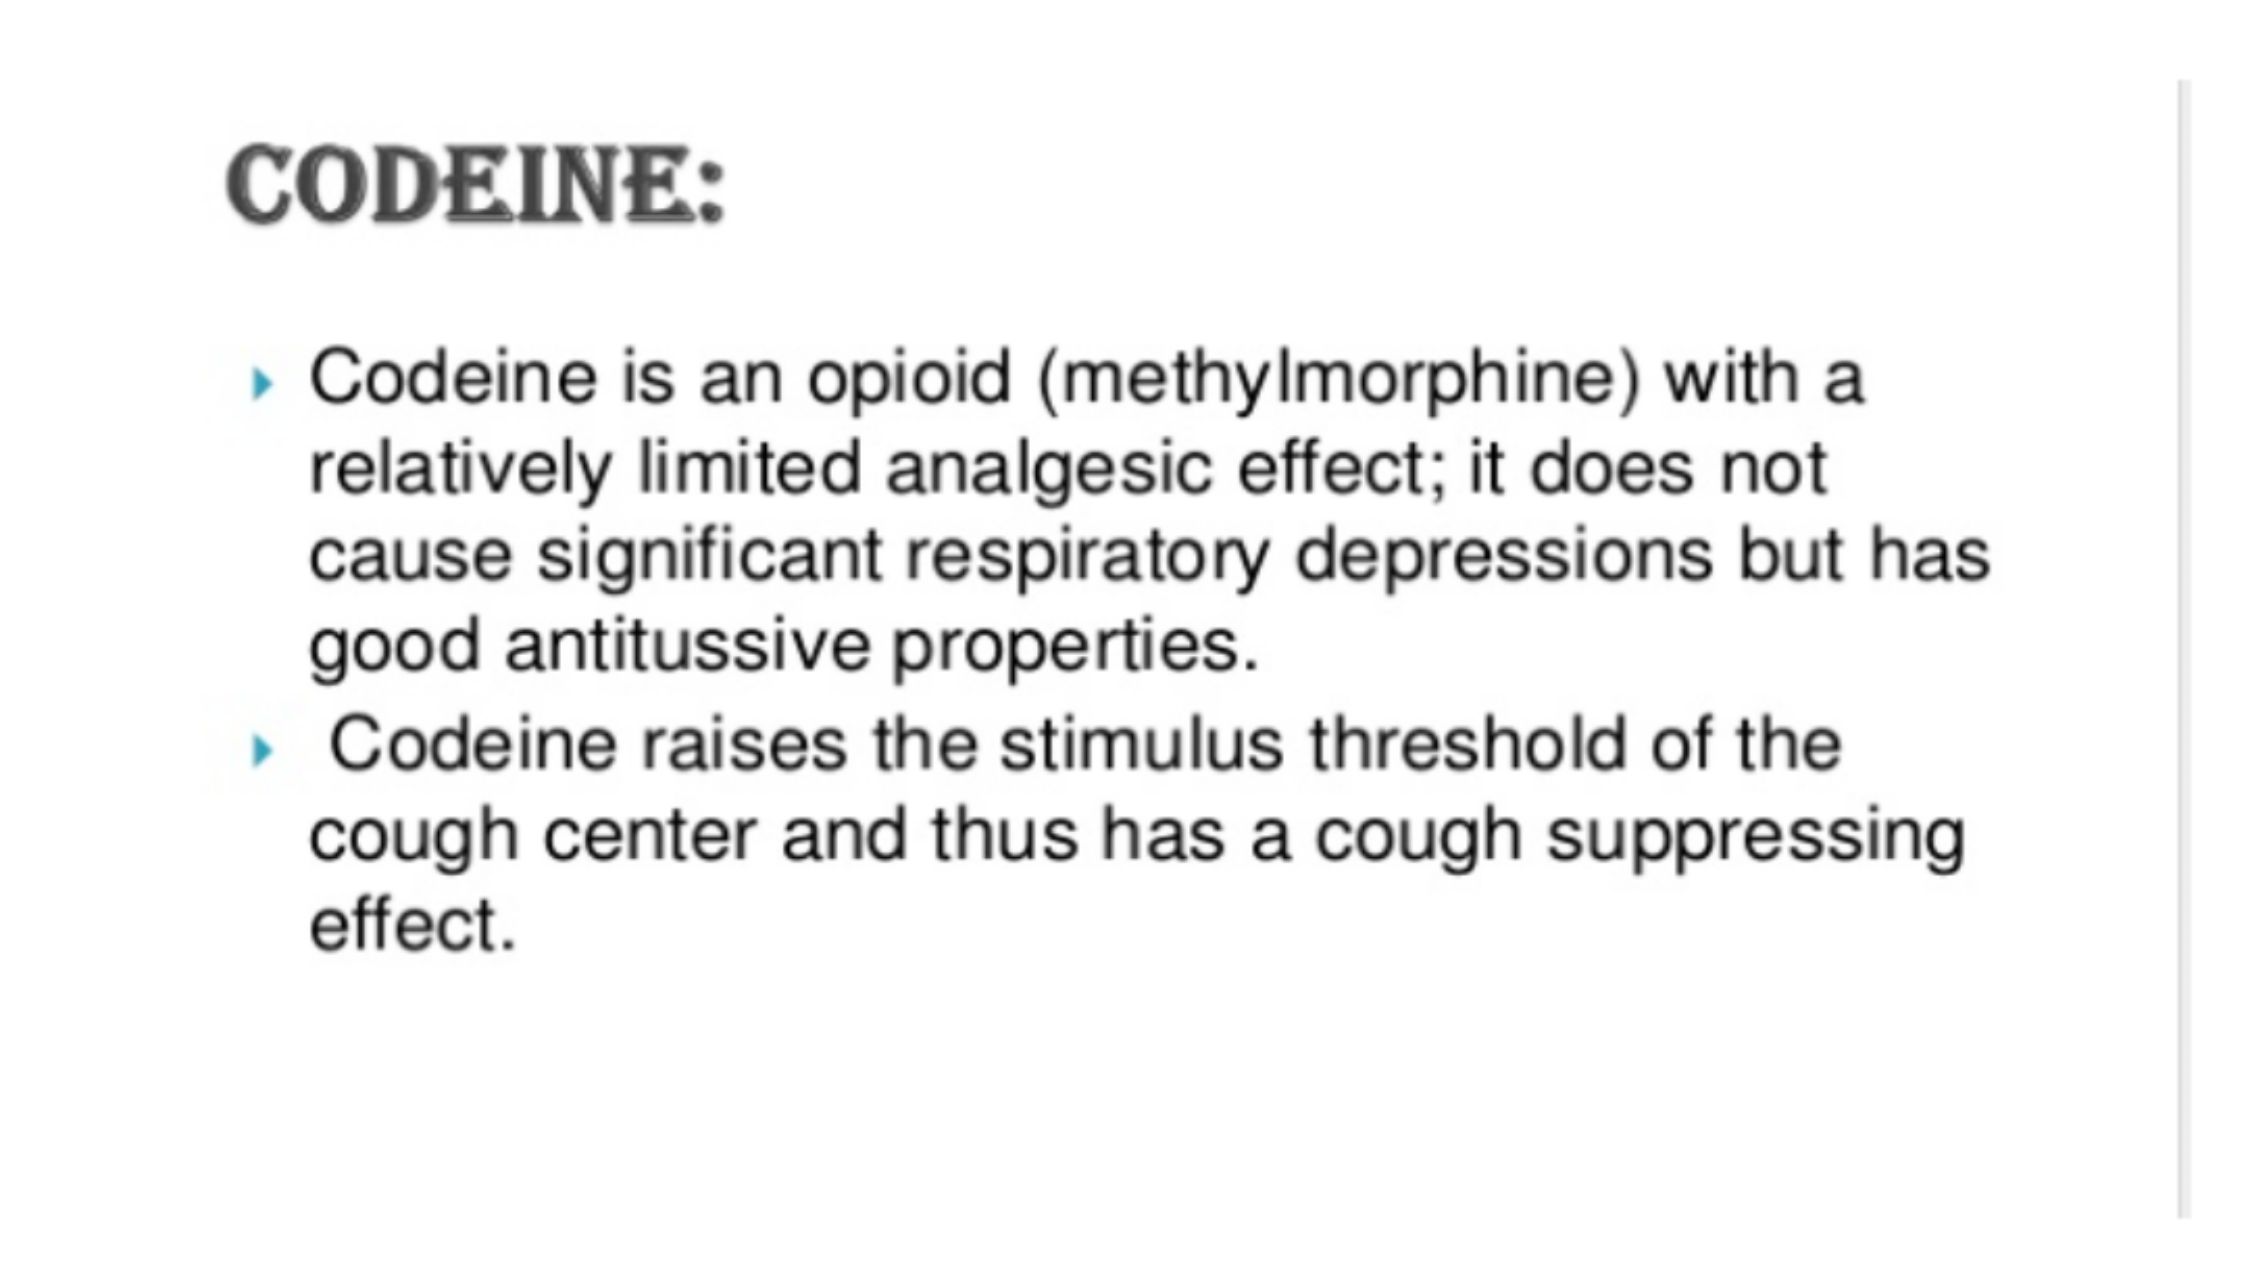 CODEINE:
Codeine is an opioid (methylmorphine) with a
relatively limited analgesic effect; it does not
cause significant respiratory depressions but has
good antitussive properties.
Codeine raises the stimulus threshold of the
cough center and thus has a cough suppressing
effect.